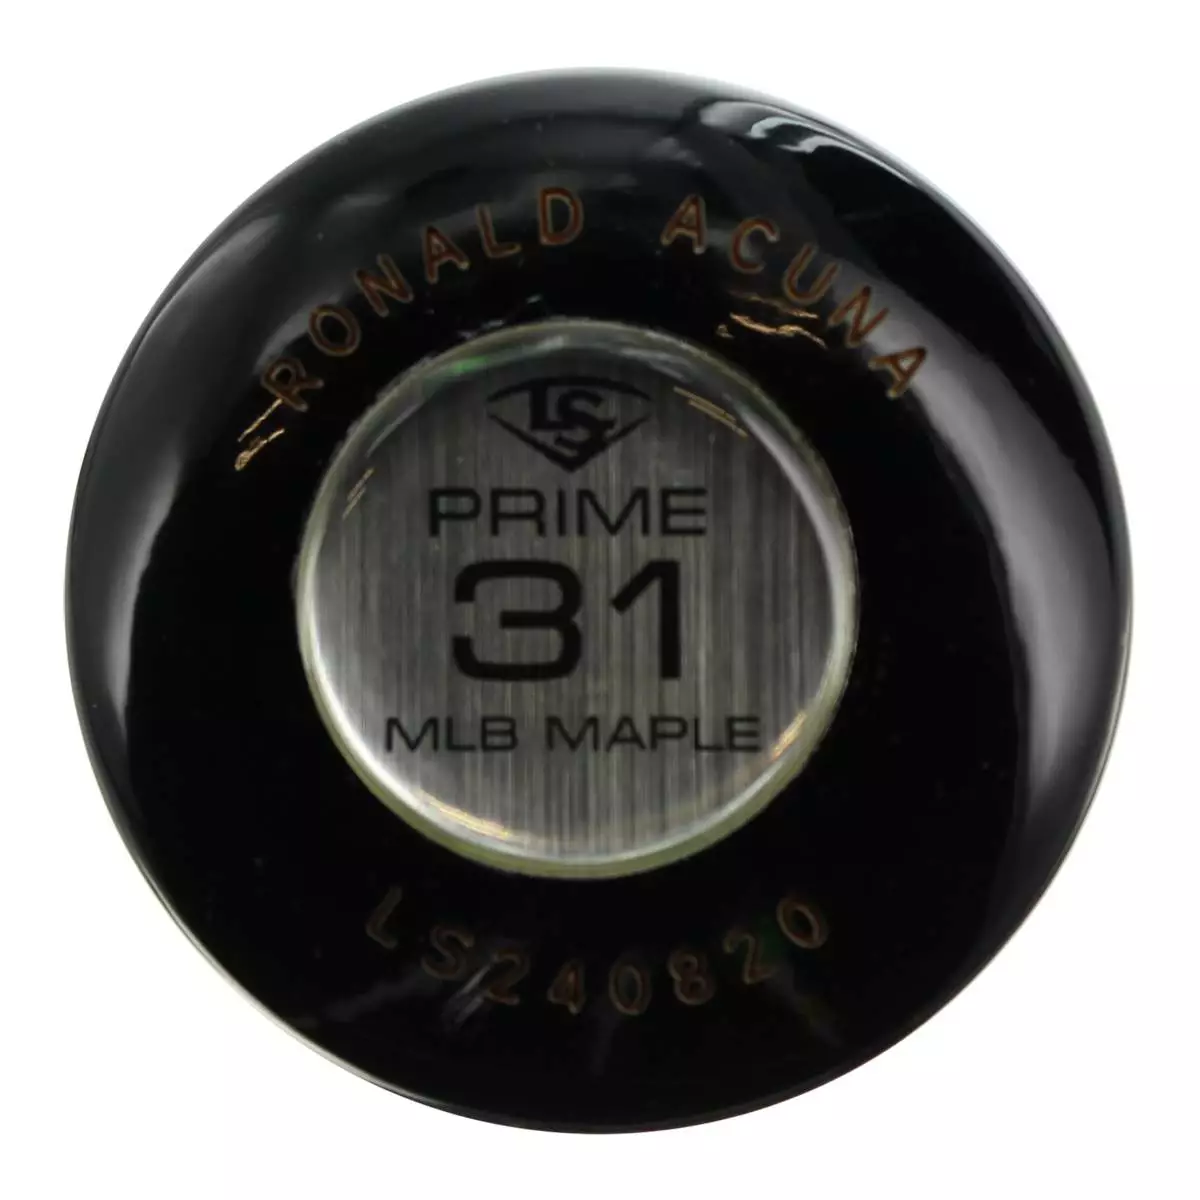 RONALD ACUNA
LS
PRIME
31
MLB MAPLE
LS240820